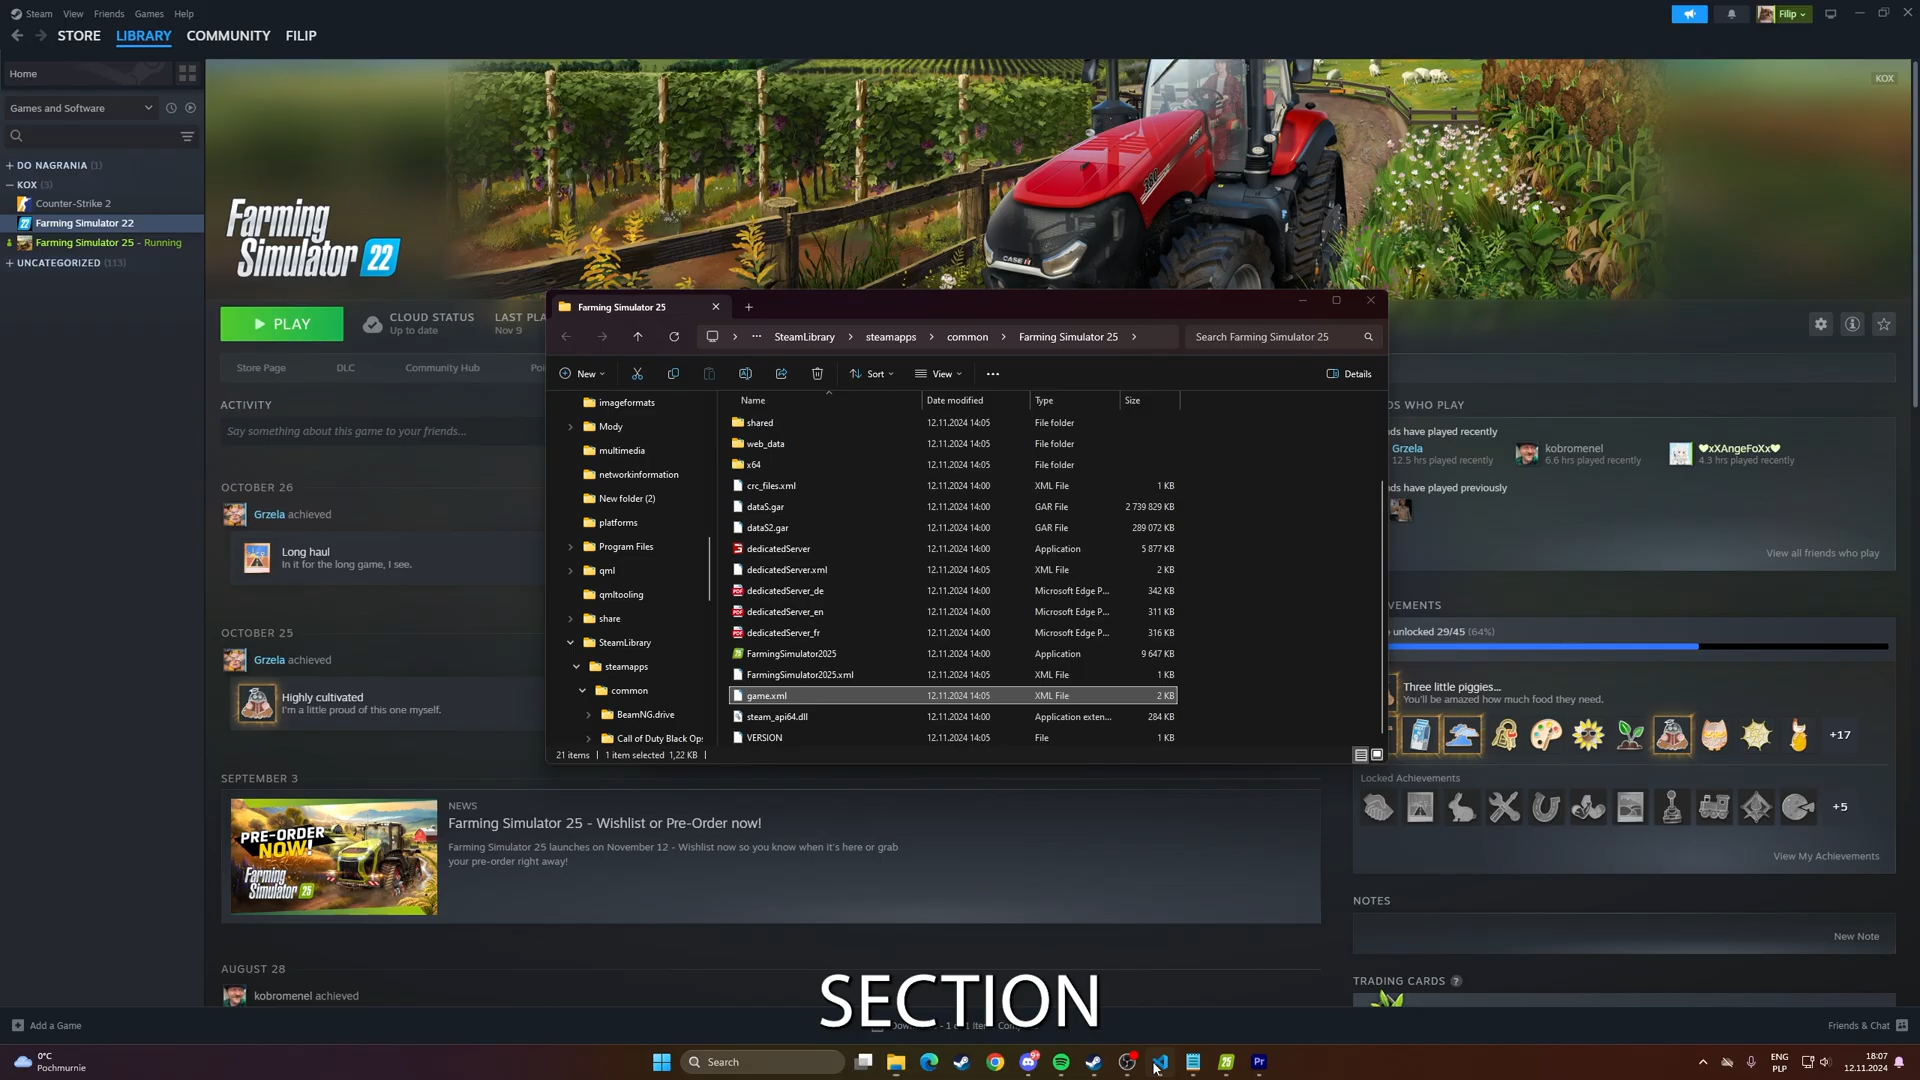 Steam View Friends Games Help
Filip
STORE LIBRARY COMMUNITY FILIP
Home
KOX
Games and Software
DO NAGRANIA (1)
KOX (3)
Counter-Strike 2
Farming Simulator 22
Farming Simulator 25 - Running
UNCATEGORIZED (113)
Farming
Simulator 22
CASE IH
PLAY
CLOUD STATUS
Up to date
LAST PLA
Nov 9
Store Page DLC Community Hub Poi
ACTIVITY
Say something about this game to your friends...
OCTOBER 26
Grzela achieved
Long haul
In it for the long game, I see.
OCTOBER 25
Grzela achieved
Highly cultivated
I'm a little proud of this one myself.
SEPTEMBER 3
PRE-ORDER
NOW!
Farming
Simulator 25
NEWS
Farming Simulator 25 - Wishlist or Pre-Order now!
Farming Simulator 25 launches on November 12 - Wishlist now so you know when it's here or grab
your pre-order right away!
AUGUST 28
kobromenel achieved
Farming Simulator 25
SteamLibrary steamapps common Farming Simulator 25
Search Farming Simulator 25
New Sort View Details
imageformats
Mody
multimedia
networkinformation
New folder (2)
platforms
Program Files
qml
qmltooling
share
SteamLibrary
steamapps
common
BeamNG.drive
Call of Duty Black Ops
Name Date modified Type Size
shared 12.11.2024 14:05 File folder
web_data 12.11.2024 14:05 File folder
x64 12.11.2024 14:05 File folder
crc_files.xml 12.11.2024 14:00 XML File 1 KB
dataS.gar 12.11.2024 14:00 GAR File 2 739 829 KB
dataS2.gar 12.11.2024 14:00 GAR File 289 072 KB
dedicatedServer 12.11.2024 14:00 Application 5 877 KB
dedicatedServer.xml 12.11.2024 14:00 XML File 2 KB
dedicatedServer_de 12.11.2024 14:00 Microsoft Edge P... 342 KB
dedicatedServer_en 12.11.2024 14:00 Microsoft Edge P... 311 KB
dedicatedServer_fr 12.11.2024 14:00 Microsoft Edge P... 316 KB
FarmingSimulator2025 12.11.2024 14:00 Application 9 647 KB
FarmingSimulator2025.xml 12.11.2024 14:00 XML File 1 KB
game.xml 12.11.2024 14:05 XML File 2 KB
steam_api64.dll 12.11.2024 14:00 Application exten... 284 KB
VERSION 12.11.2024 14:05 File 1 KB
21 items 1 item selected 1,22 KB
DS WHO PLAY
nds have played recently
Grzela
12.5 hrs played recently
kobromenel
6.6 hrs played recently
♥xXAngeFoXx♥
4.3 hrs played recently
nds have played previously
View all friends who play
VEMENTS
unlocked 29/45 (64%)
Three little piggies...
You'll be amazed how much food they need.
+17
Locked Achievements
+5
View My Achievements
NOTES
New Note
TRADING CARDS ?
SECTION
Add a Game
Friends & Chat
0°C
Pochmurnie
Search
ENG
PLP
18:07
12.11.2024